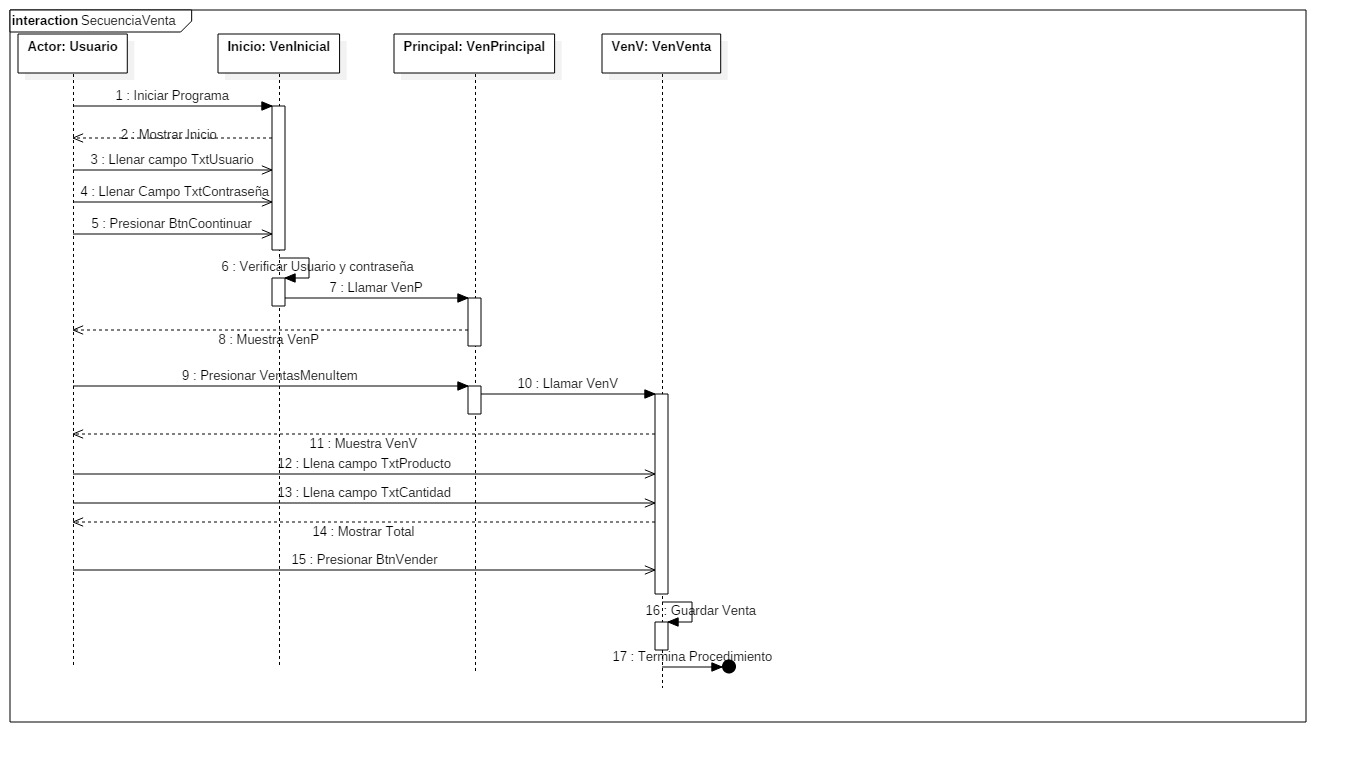 interaction SecuenciaVenta
Actor: Usuario
Inicio: VenInicial
Principal: VenPrincipal
VenV: VenVenta
1 : Iniciar Programa
2 : Mostrar Inicio
3 : Llenar campo TxtUsuario
4 : Llenar Campo TxtContraseña
5 : Presionar BtnCoontinuar
6 : Verificar Usuario y contraseña
7 : Llamar VenP
8 : Muestra VenP
9 : Presionar VentasMenuItem
10 : Llamar VenV
11 : Muestra VenV
12 : Llena campo TxtProducto
13 : Llena campo TxtCantidad
14 : Mostrar Total
15 : Presionar BtnVender
16 : Guardar Venta
17 : Termina Procedimiento